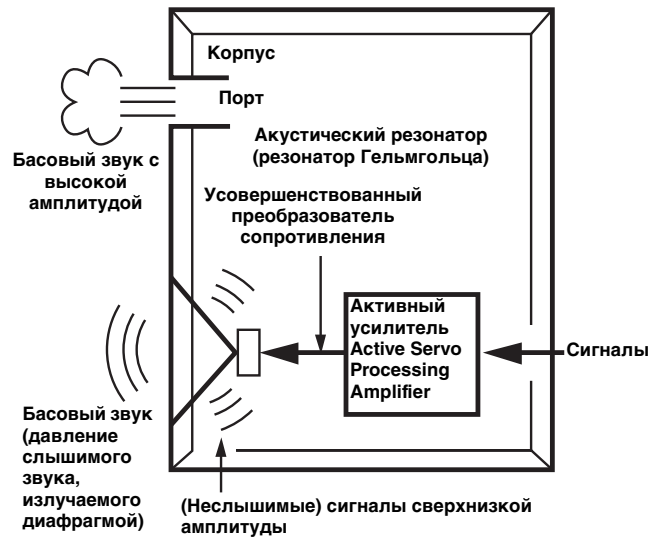 Корпус
Порт
Акустический резонатор
(резонатор Гельмгольца)
Басовый звук с
высокой
амплитудой
Усовершенствованный
преобразователь
сопротивления
Активный
усилитель
Active Servo
Processing
Amplifier
Сигналы
Басовый звук
(давление
слышимого
звука,
излучаемого
диафрагмой)
(Неслышимые) сигналы сверхнизкой
амплитуды